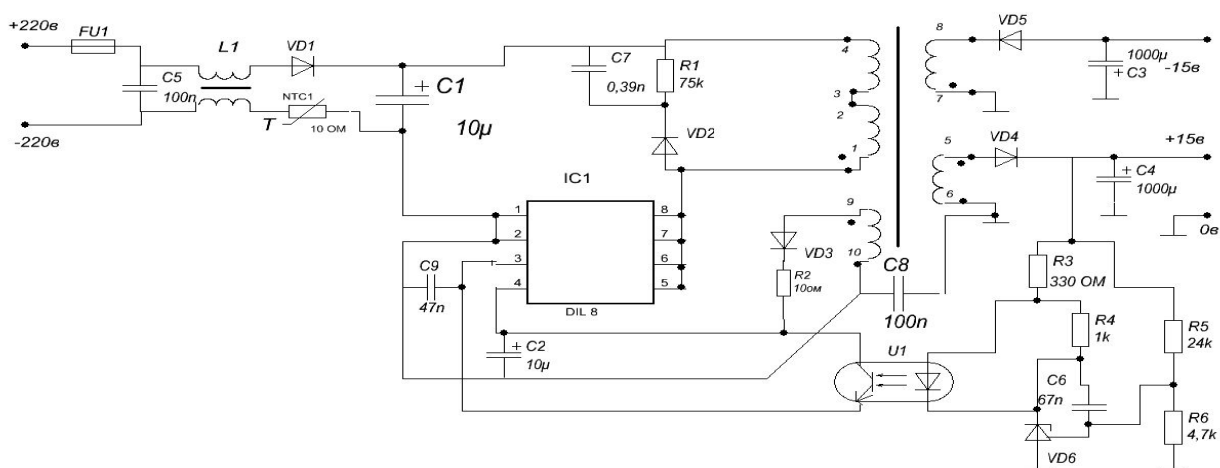 +220в
FU1
L1
VD1
C5
100n
NTC1
T
10 ОМ
-220в
+
C1
10µ
C7
0,39n
R1
75k
VD2
4
3
2
1
8
7
VD5
1000µ
+ C3
-15в
5
6
VD4
+15в
+ C4
1000µ
0в
IC1
1
2
3
4
8
7
6
5
DIL 8
9
10
VD3
R2
10ом
C8
100n
C9
47n
+ C2
10µ
U1
R3
330 ОМ
R4
1k
R5
24k
C6
67n
R6
4,7k
VD6